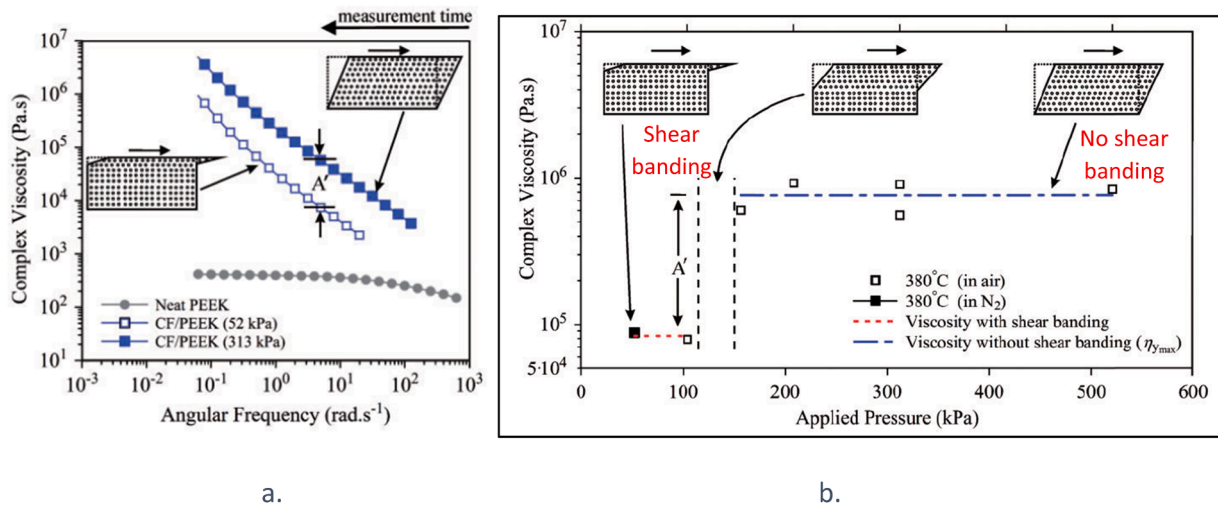 a
measurement time
10⁷
10⁶
10⁵
10⁴
10³
10²
10¹
Complex Viscosity (Pa.s)
A′
Neat PEEK
CF/PEEK (52 kPa)
CF/PEEK (313 kPa)
10⁻³ 10⁻² 10⁻¹ 10⁰ 10¹ 10² 10³
Angular Frequency (rad.s⁻¹)
a.
b
10⁷
10⁶
10⁵
5·10⁴
Complex Viscosity (Pa.s)
Shear
banding
No shear
banding
A′
380°C (in air)
380°C (in N₂)
Viscosity with shear banding
Viscosity without shear banding (ηγmax)
0 100 200 300 400 500 600
Applied Pressure (kPa)
b.